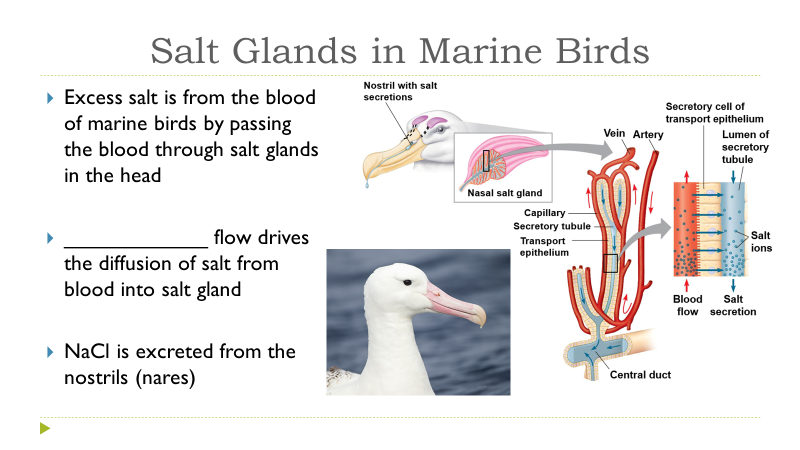 Salt Glands in Marine Birds
Excess salt is from the blood
of marine birds by passing
the blood through salt glands
in the head
_____________ flow drives
the diffusion of salt from
blood into salt gland
NaCl is excreted from the
nostrils (nares)
Nostril with salt
secretions
Nasal salt gland
Vein
Artery
Secretory cell of
transport epithelium
Lumen of
secretory
tubule
Capillary
Secretory tubule
Transport
epithelium
Salt
ions
Blood
flow
Salt
secretion
Central duct